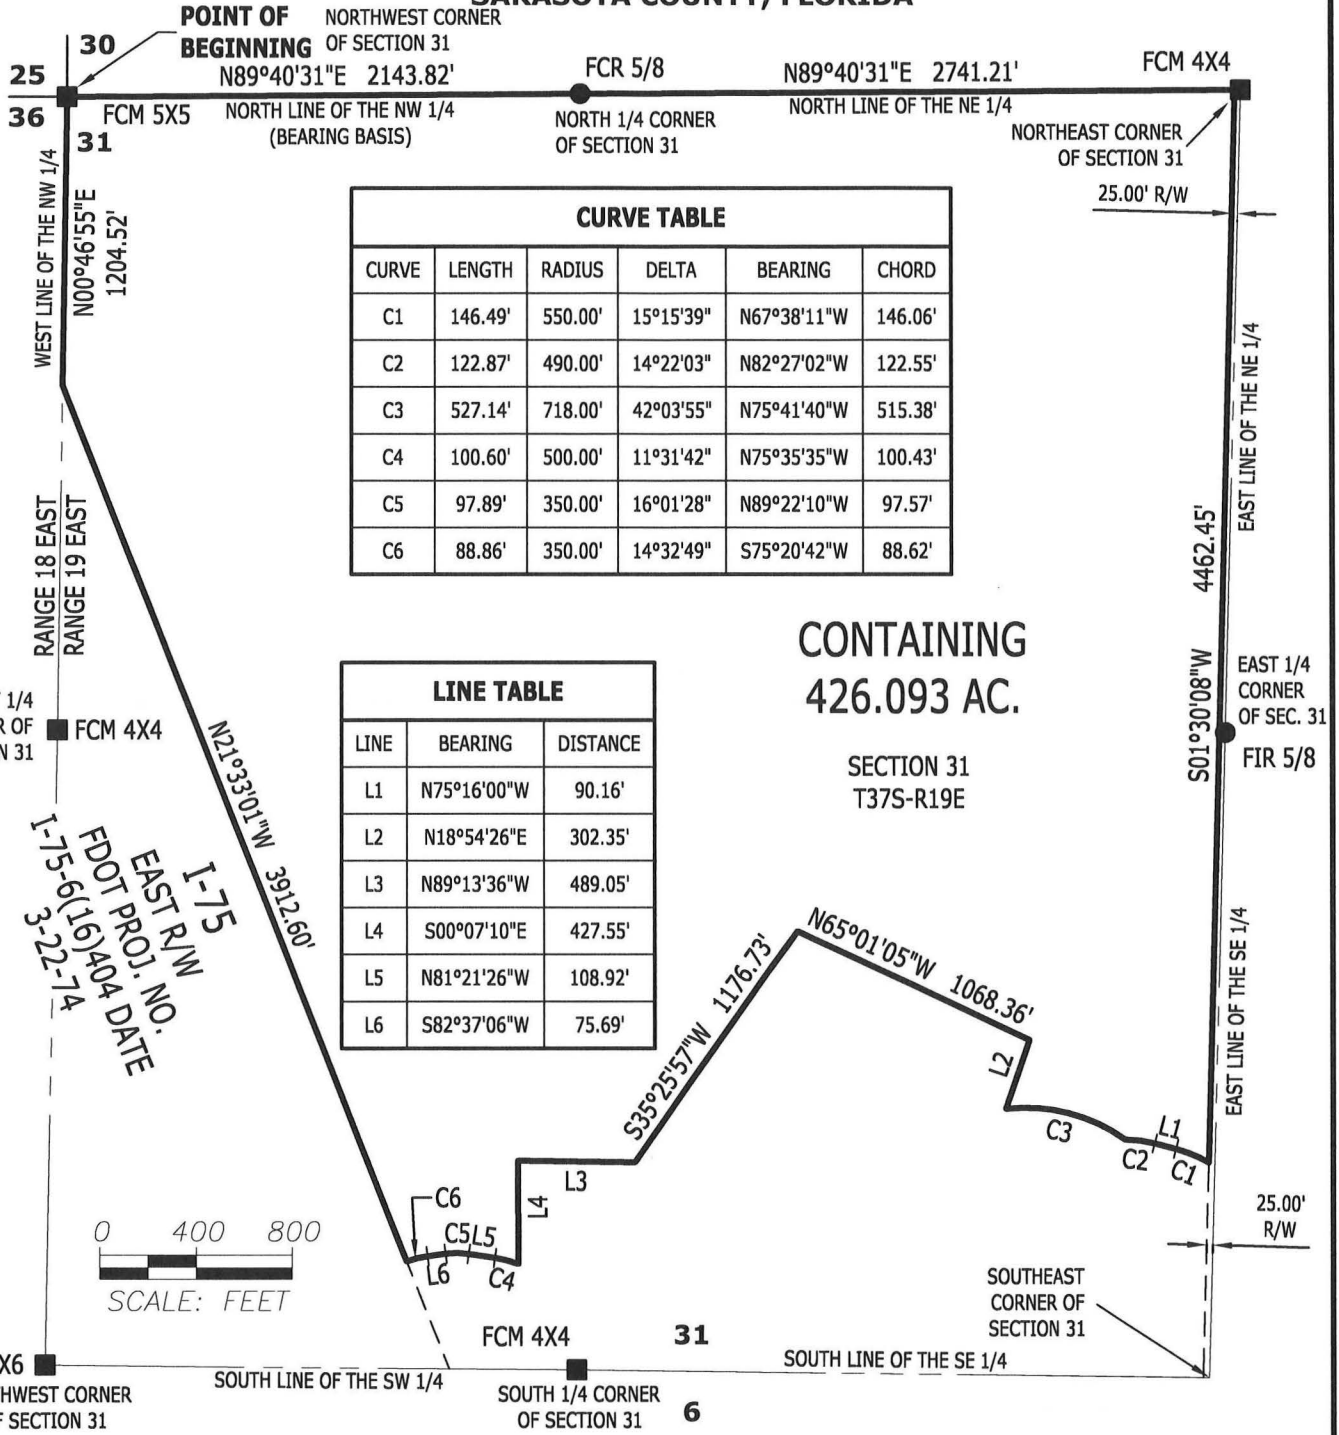 SARASOTA COUNTY, FLORIDA
POINT OF
BEGINNING
NORTHWEST CORNER
OF SECTION 31
30
25
36
31
FCM 5X5
N89°40'31"E 2143.82'
NORTH LINE OF THE NW 1/4
(BEARING BASIS)
FCR 5/8
NORTH 1/4 CORNER
OF SECTION 31
N89°40'31"E 2741.21'
NORTH LINE OF THE NE 1/4
FCM 4X4
NORTHEAST CORNER
OF SECTION 31
25.00' R/W
WEST LINE OF THE NW 1/4
N00°46'55"E
1204.52'
CURVE TABLE
CURVE LENGTH RADIUS DELTA BEARING CHORD
C1 146.49' 550.00' 15°15'39" N67°38'11"W 146.06'
C2 122.87' 490.00' 14°22'03" N82°27'02"W 122.55'
C3 527.14' 718.00' 42°03'55" N75°41'40"W 515.38'
C4 100.60' 500.00' 11°31'42" N75°35'35"W 100.43'
C5 97.89' 350.00' 16°01'28" N89°22'10"W 97.57'
C6 88.86' 350.00' 14°32'49" S75°20'42"W 88.62'
EAST LINE OF THE NE 1/4
RANGE 18 EAST
RANGE 19 EAST
S01°30'08"W 4462.45'
CONTAINING
426.093 AC.
SECTION 31
T37S-R19E
EAST 1/4
CORNER
OF SEC. 31
FIR 5/8
1/4
R OF
N 31
FCM 4X4
LINE TABLE
LINE BEARING DISTANCE
L1 N75°16'00"W 90.16'
L2 N18°54'26"E 302.35'
L3 N89°13'36"W 489.05'
L4 S00°07'10"E 427.55'
L5 N81°21'26"W 108.92'
L6 S82°37'06"W 75.69'
N21°33'01"W 3912.60'
I-75
EAST R/W
FDOT PROJ. NO.
I-75-6(16)404 DATE
3-22-74
S35°25'57"W 1176.73'
N65°01'05"W 1068.36'
L2
C3
L1
C2
C1
EAST LINE OF THE SE 1/4
L3
L4
C6
C5
L5
L6
C4
25.00'
R/W
0 400 800
SCALE: FEET
SOUTHEAST
CORNER OF
SECTION 31
FCM 4X4
31
SOUTH LINE OF THE SE 1/4
X6
HWEST CORNER
F SECTION 31
SOUTH LINE OF THE SW 1/4
SOUTH 1/4 CORNER
OF SECTION 31
6